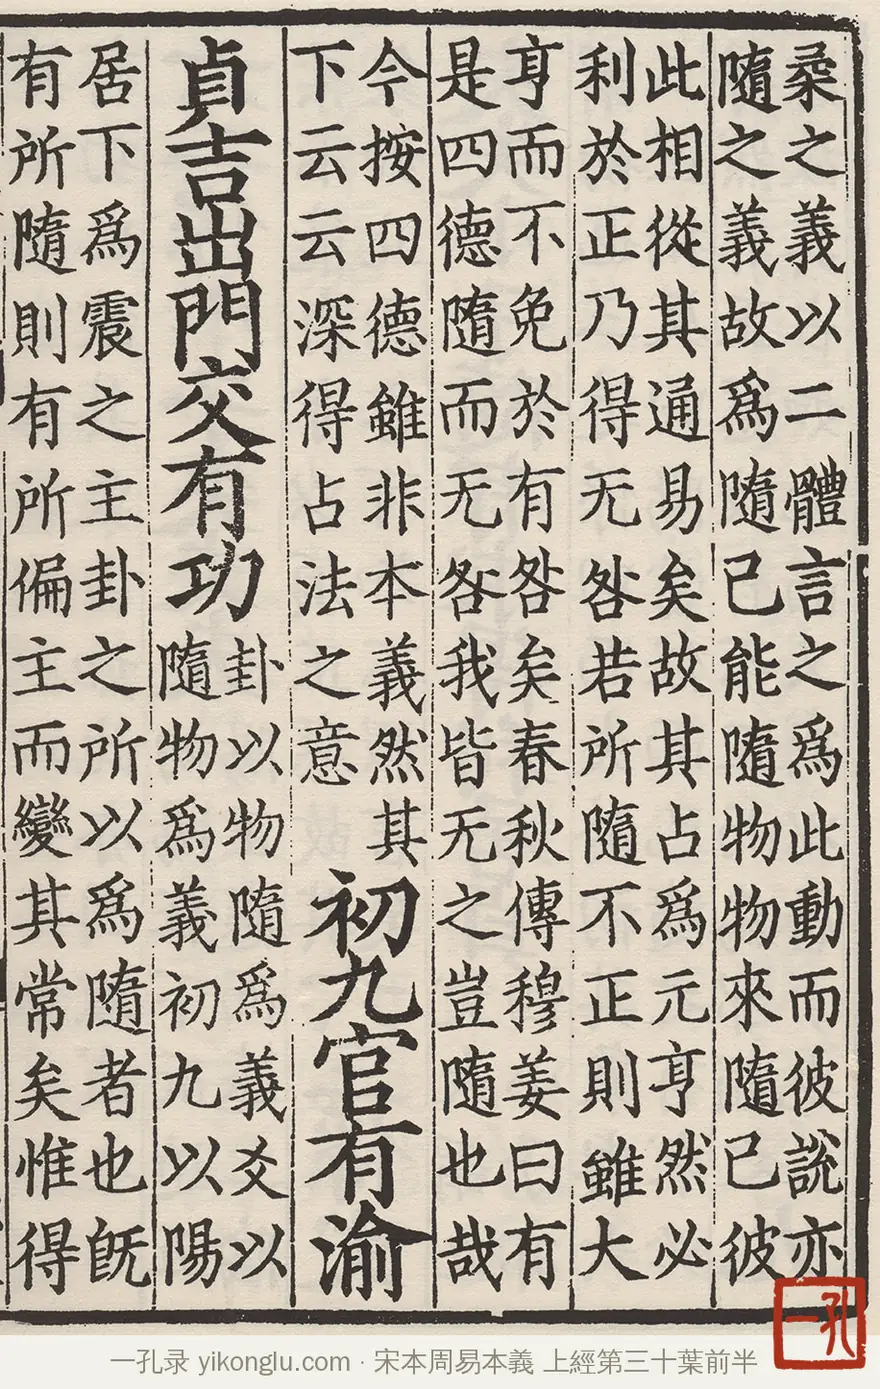 柔之義以二體言之爲此動而彼說亦
隨之義故爲隨己能隨物物來隨己彼
此相從其通易矣故其占爲元亨然必
利於正乃得无咎若所隨不正則雖大
亨而不免於有咎矣春秋傳穆姜曰有
是四德隨而无咎我皆无之豈隨也哉
今按四德雖非本義然其
下云云深得占法之意
初九官有渝
貞吉出門交有功
卦以物隨爲義爻以
隨物爲義初九以陽
居下爲震之主卦之所以爲隨者也旣
有所隨則有所偏主而變其常矣惟得
一孔
一孔录 yikonglu.com · 宋本周易本義 上經第三十葉前半